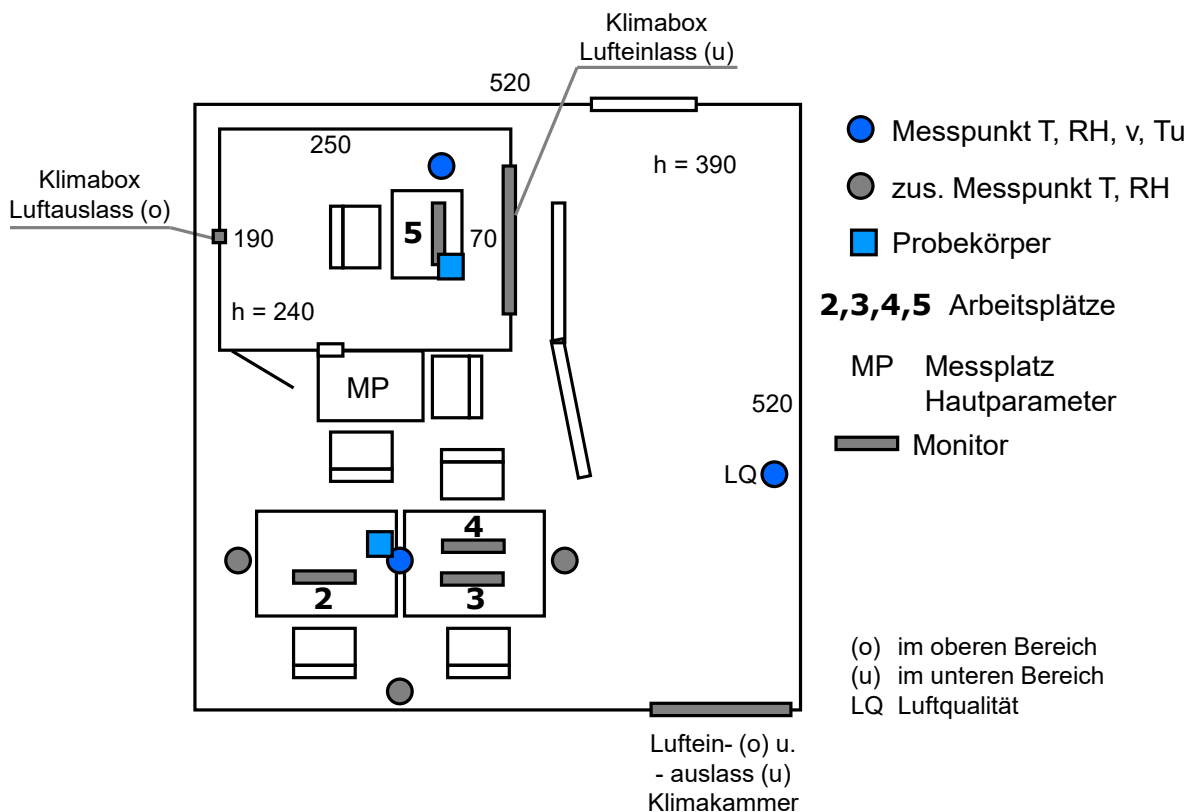 Klimabox
Lufteinlass (u)
520
250
h = 390
Klimabox
Luftauslass (o)
190
5
70
h = 240
MP
520
LQ
4
2
3
Luftein- (o) u.
- auslass (u)
Klimakammer
Messpunkt T, RH, v, Tu
zus. Messpunkt T, RH
Probekörper
2,3,4,5 Arbeitsplätze
MP Messplatz
Hautparameter
Monitor
(o) im oberen Bereich
(u) im unteren Bereich
LQ Luftqualität